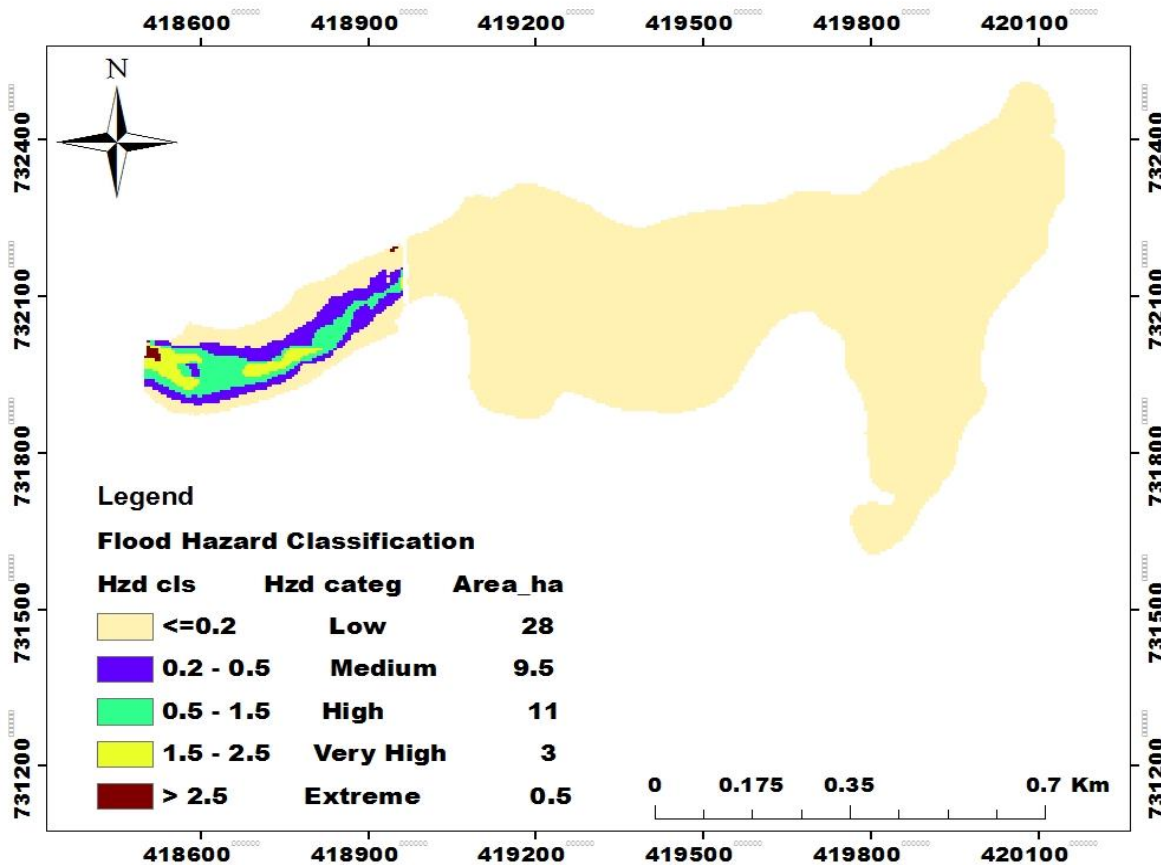 418600 418900 419200 419500 419800 420100
N
732400 732400
732100 732100
731800 731800
731500 731500
731200 731200
Legend
Flood Hazard Classification
Hzd cls Hzd categ Area_ha
<=0.2 Low 28
0.2 - 0.5 Medium 9.5
0.5 - 1.5 High 11
1.5 - 2.5 Very High 3
> 2.5 Extreme 0.5
0 0.175 0.35 0.7 Km
418600 418900 419200 419500 419800 420100